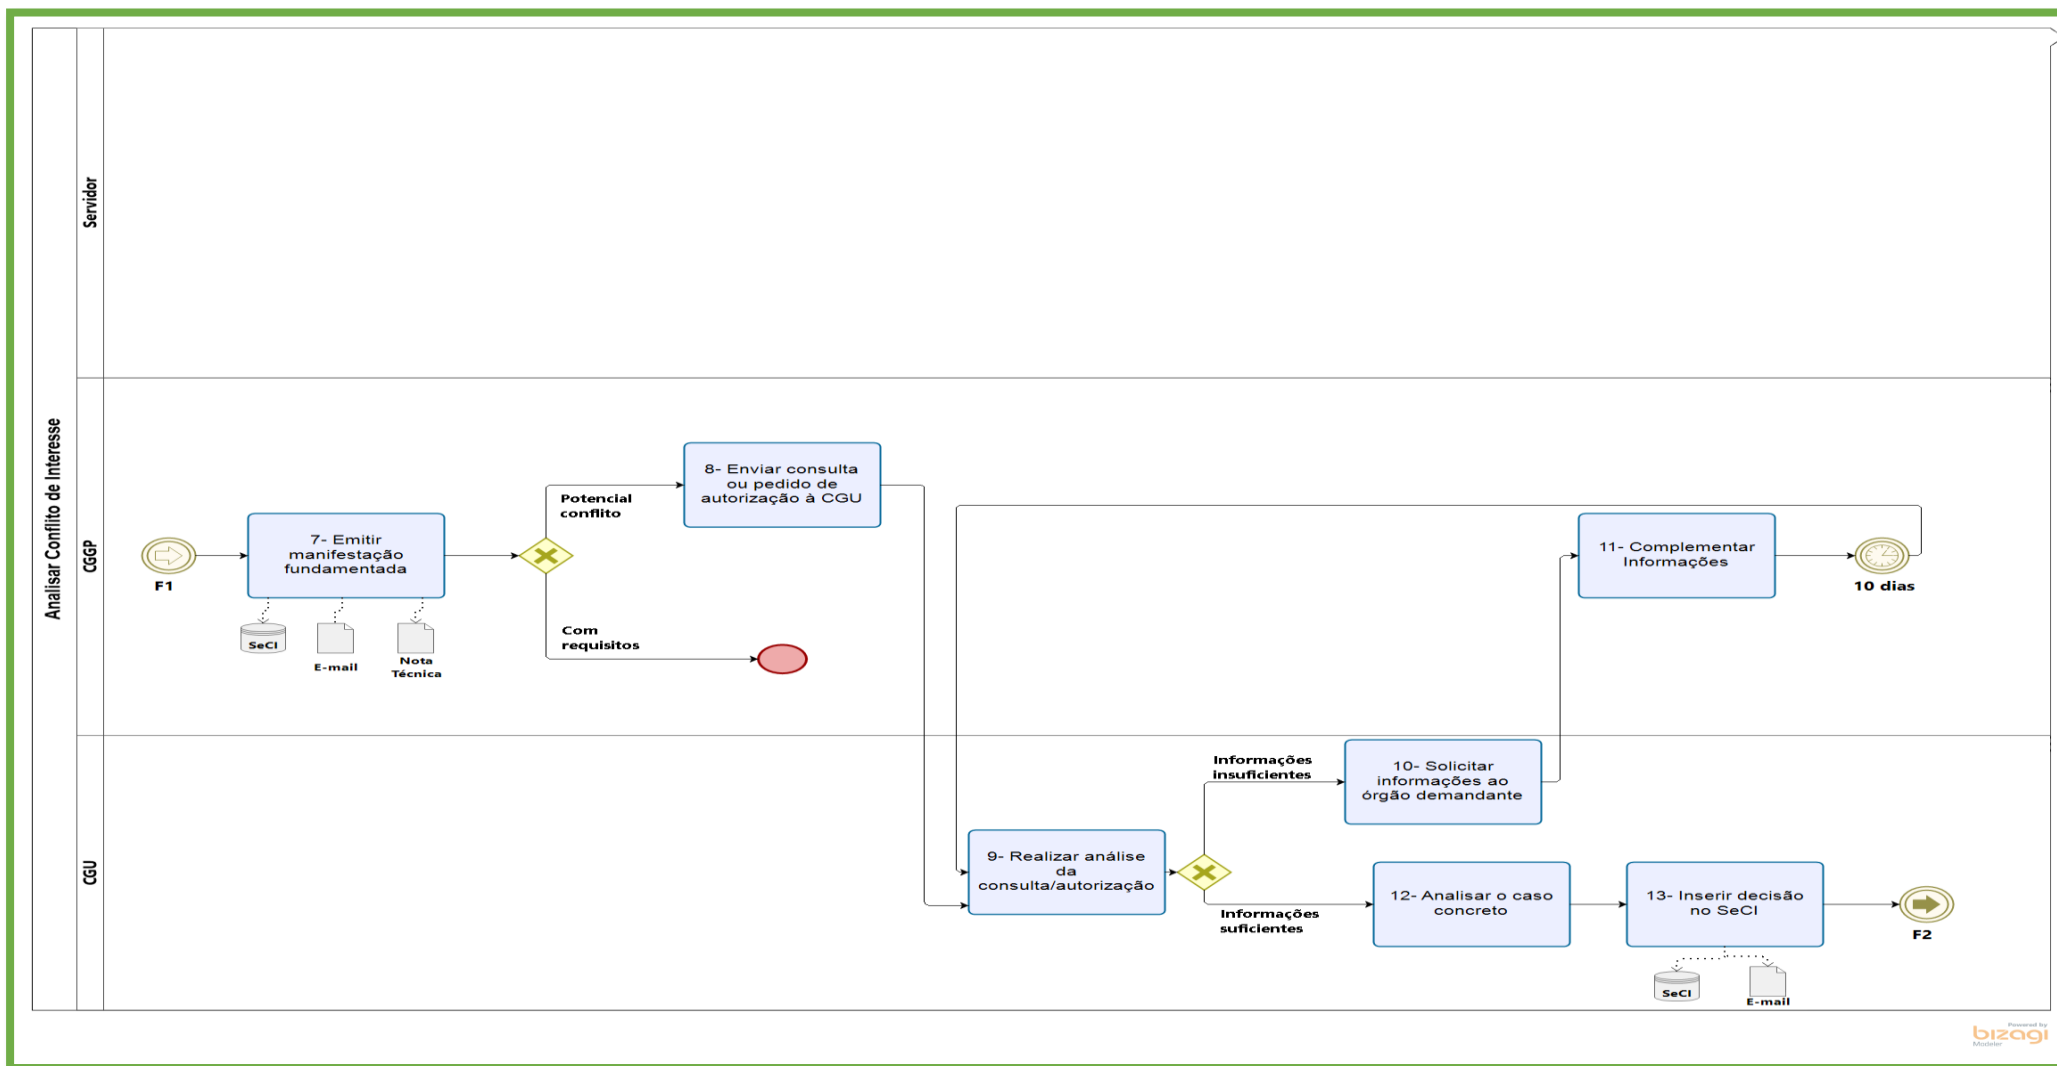 Analisar Conflito de Interesse
Servidor
CGGP
F1
7- Emitir
manifestação
fundamentada
SeCI
E-mail
Nota
Técnica
Potencial
conflito
Com
requisitos
8- Enviar consulta
ou pedido de
autorização à CGU
11- Complementar
Informações
10 dias
CGU
9- Realizar análise
da
consulta/autorização
Informações
insuficientes
10- Solicitar
informações ao
órgão demandante
Informações
suficientes
12- Analisar o caso
concreto
13- Inserir decisão
no SeCI
SeCI
E-mail
F2
Powered by
bizagi
Modeler